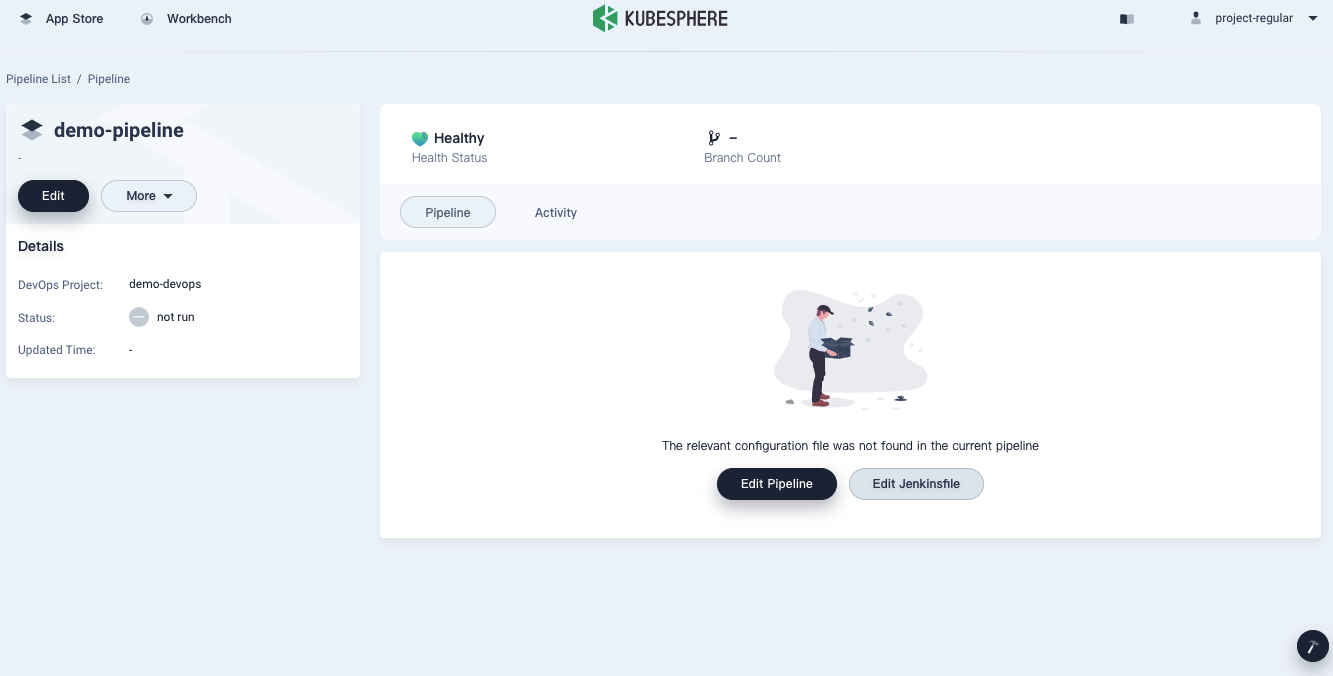 App Store Workbench KUBESPHERE project-regular
Pipeline List / Pipeline
demo-pipeline
-
Edit More
Details
DevOps Project: demo-devops
Status: not run
Updated Time: -
Healthy –
Health Status Branch Count
Pipeline Activity
The relevant configuration file was not found in the current pipeline
Edit Pipeline Edit Jenkinsfile